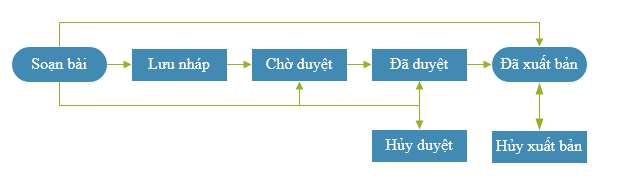 Soạn bài
Lưu nháp
Chờ duyệt
Đã duyệt
Đã xuất bản
Hủy duyệt
Hủy xuất bản